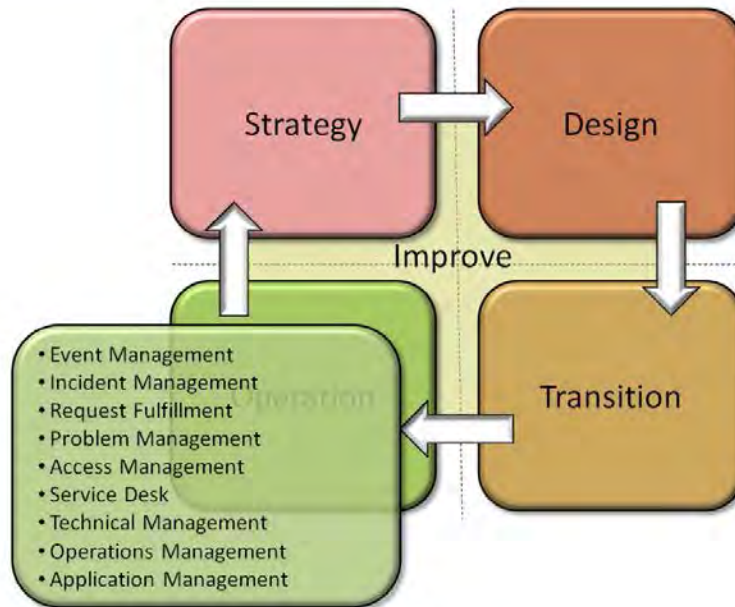 Strategy
Design
Improve
Operation
Transition
• Event Management
• Incident Management
• Request Fulfillment
• Problem Management
• Access Management
• Service Desk
• Technical Management
• Operations Management
• Application Management